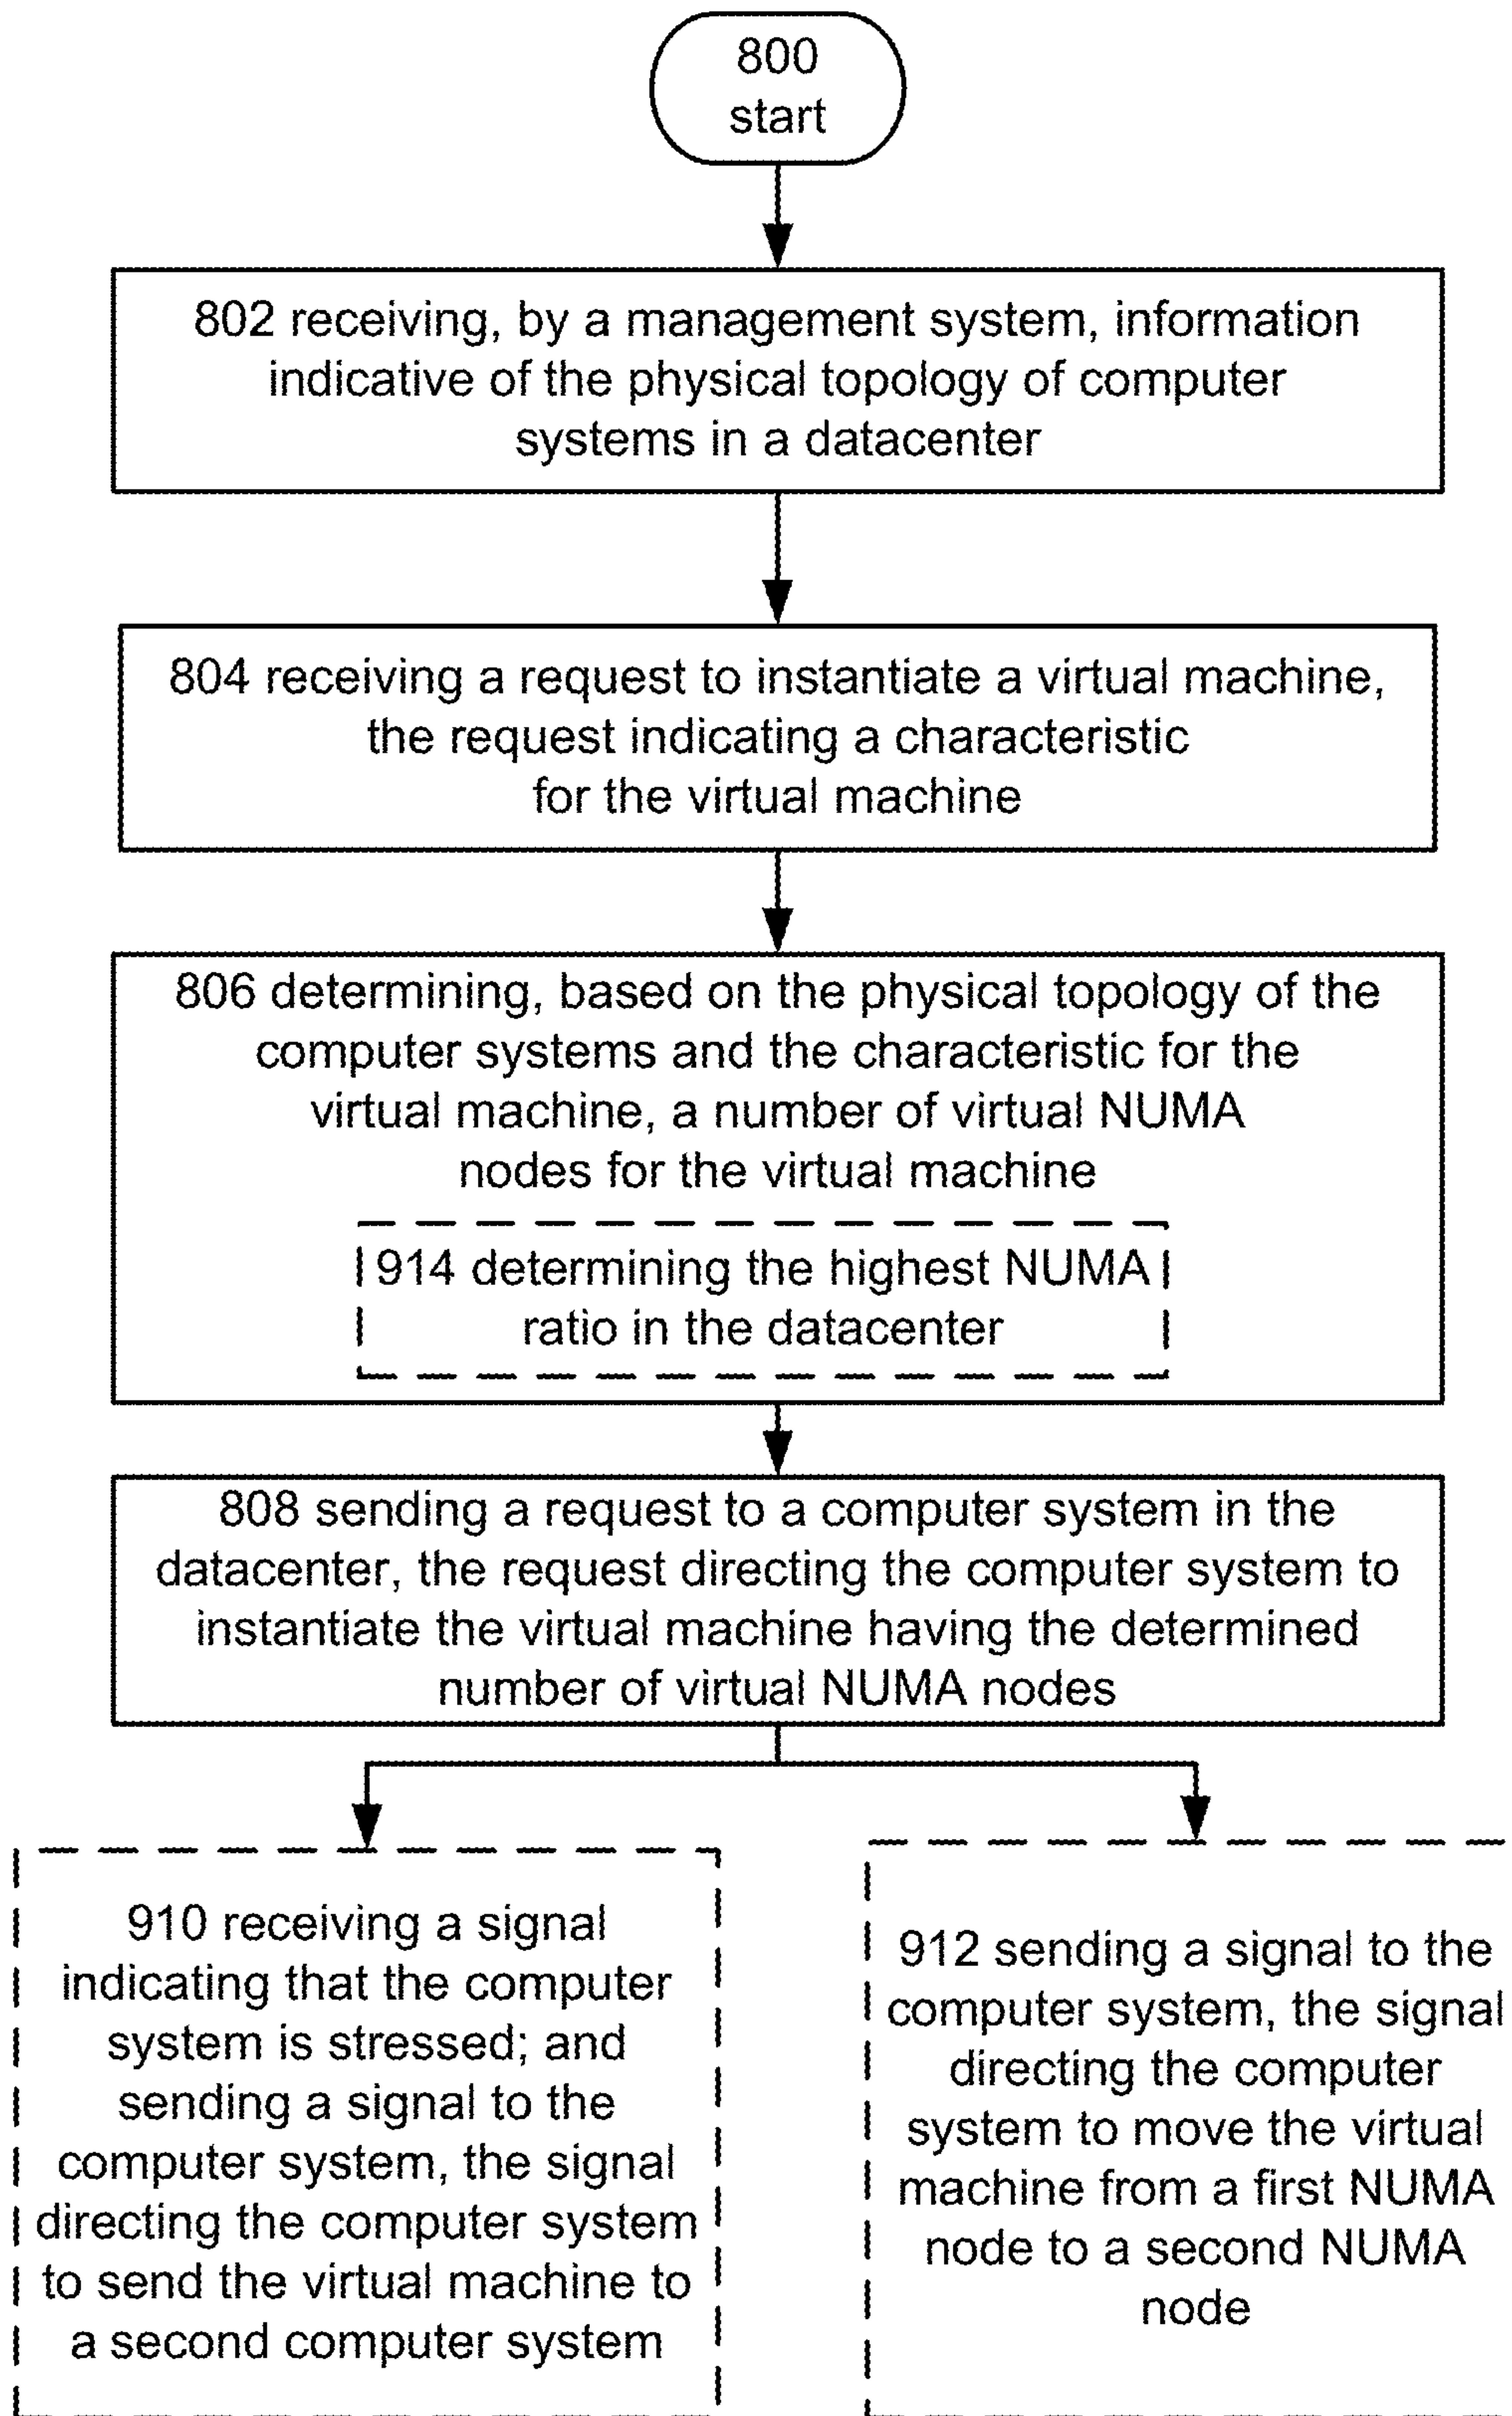 800
start
802 receiving, by a management system, information
indicative of the physical topology of computer
systems in a datacenter
804 receiving a request to instantiate a virtual machine,
the request indicating a characteristic
for the virtual machine
806 determining, based on the physical topology of the
computer systems and the characteristic for the
virtual machine, a number of virtual NUMA
nodes for the virtual machine
914 determining the highest NUMA
ratio in the datacenter
808 sending a request to a computer system in the
datacenter, the request directing the computer system to
instantiate the virtual machine having the determined
number of virtual NUMA nodes
910 receiving a signal
indicating that the computer
system is stressed; and
sending a signal to the
computer system, the signal
directing the computer system
to send the virtual machine to
a second computer system
912 sending a signal to the
computer system, the signal
directing the computer
system to move the virtual
machine from a first NUMA
node to a second NUMA
node